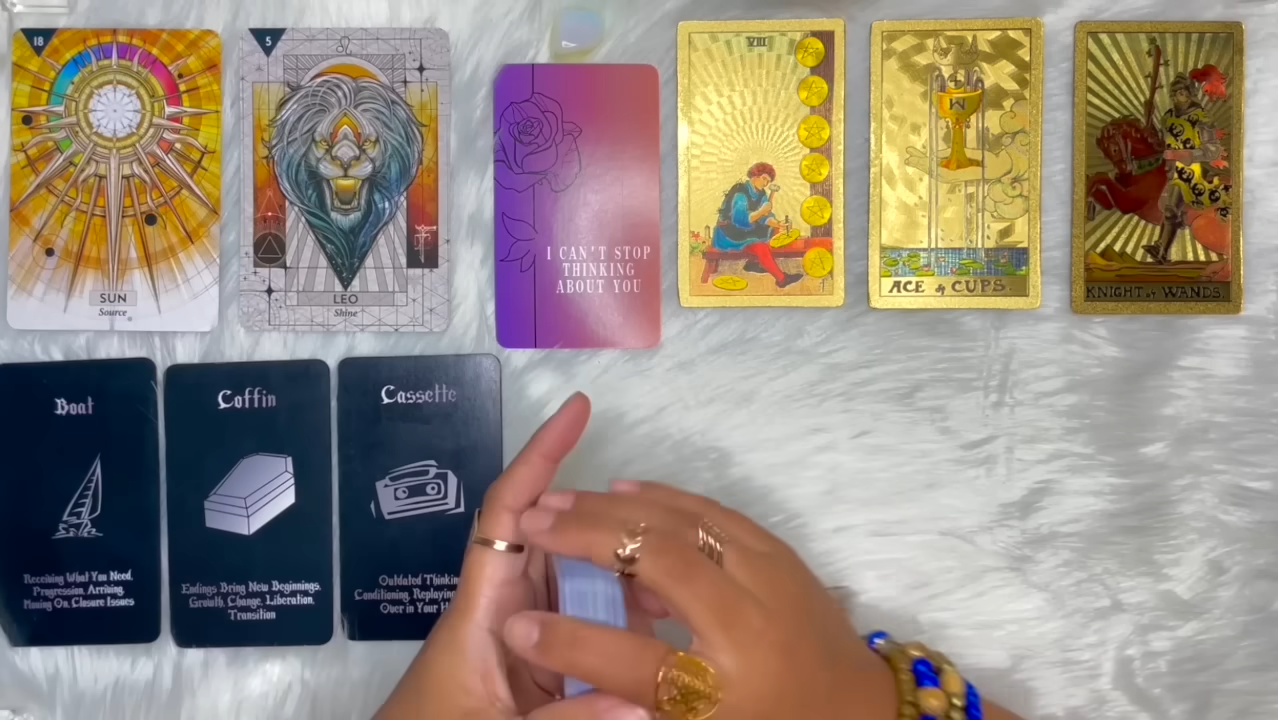 18
SUN
Source
5
LEO
Shine
I CAN'T STOP
THINKING
ABOUT YOU
VIII
ACE of CUPS.
KNIGHT of WANDS.
Boat
Receiving What You Need,
Progression, Arriving,
Moving On, Closure Issues
Coffin
Endings Bring New Beginnings,
Growth, Change, Liberation,
Transition
Cassette
Outdated Thinkin
Conditioning, Replaying
Over in Your H